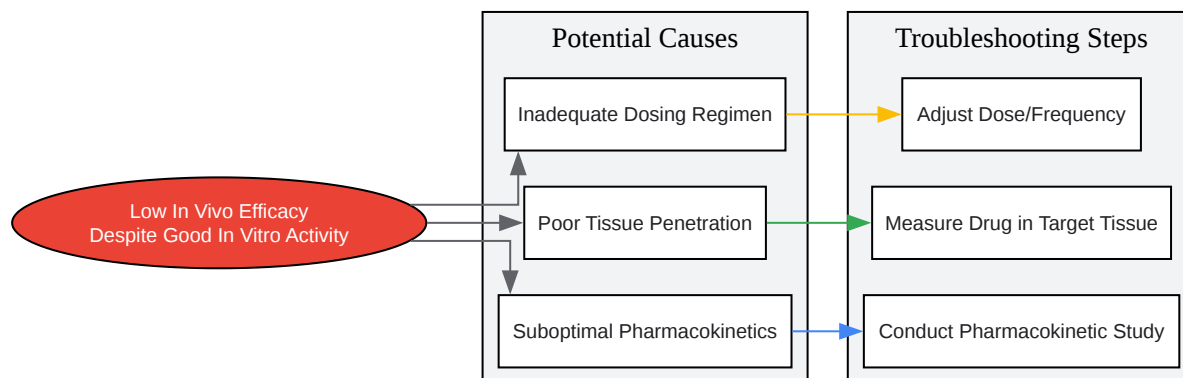 Potential Causes
Troubleshooting Steps
Inadequate Dosing Regimen
Adjust Dose/Frequency
Low In Vivo Efficacy
Despite Good In Vitro Activity
Poor Tissue Penetration
Measure Drug in Target Tissue
Suboptimal Pharmacokinetics
Conduct Pharmacokinetic Study